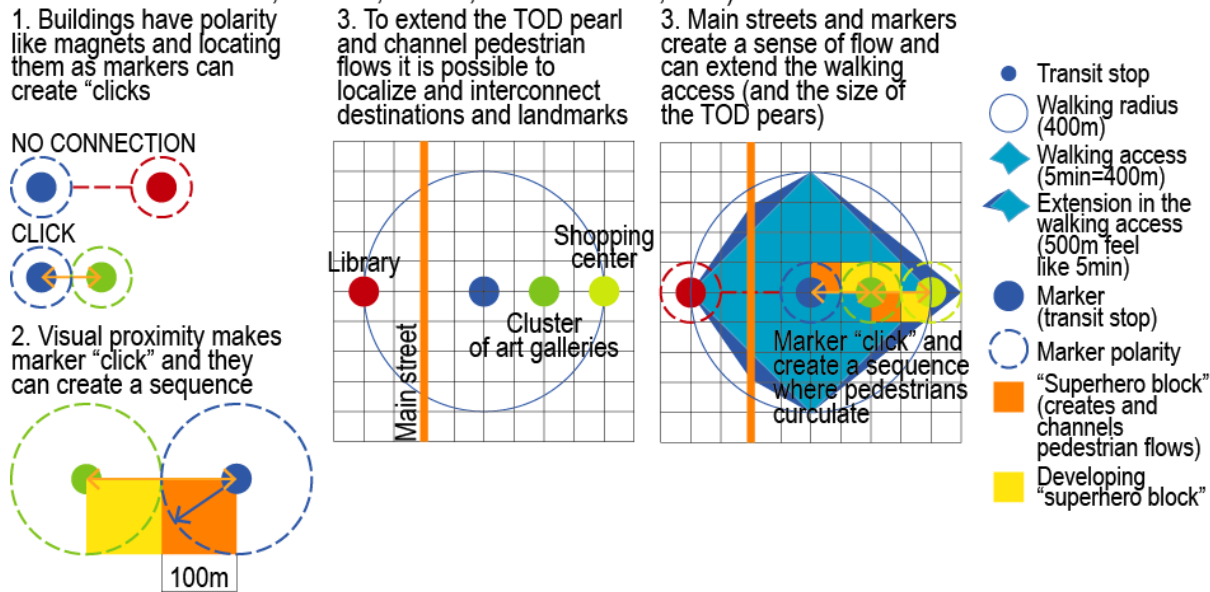 1. Buildings have polarity
like magnets and locating
them as markers can
create “clicks
NO CONNECTION
CLICK
2. Visual proximity makes
marker “click” and they
can create a sequence
100m
3. To extend the TOD pearl
and channel pedestrian
flows it is possible to
localize and interconnect
destinations and landmarks
Library
Shopping
center
Cluster
of art galleries
Main street
3. Main streets and markers
create a sense of flow and
can extend the walking
access (and the size of
the TOD pears)
Marker “click” and
create a sequence
where pedestrians
curculate
Transit stop
Walking radius
(400m)
Walking access
(5min=400m)
Extension in the
walking access
(500m feel
like 5min)
Marker
(transit stop)
Marker polarity
“Superhero block”
(creates and
channels
pedestrian flows)
Developing
“superhero block”